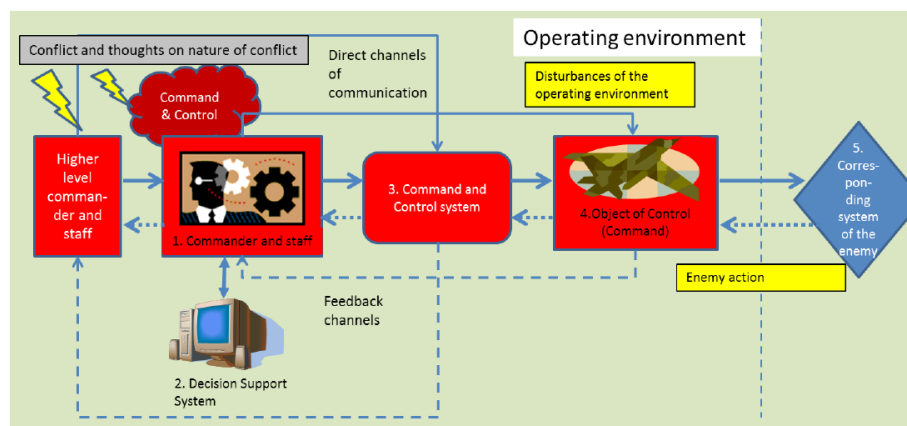 Operating environment
Conflict and thoughts on nature of conflict
Direct channels
of
communication
Disturbances of the
operating environment
Command
& Control
Higher
level
comman-
der and
staff
1. Commander and staff
3. Command and
Control system
4.Object of Control
(Command)
5.
Corres-
pon-
ding
system
of the
enemy
Enemy action
Feedback
channels
2. Decision Support
System